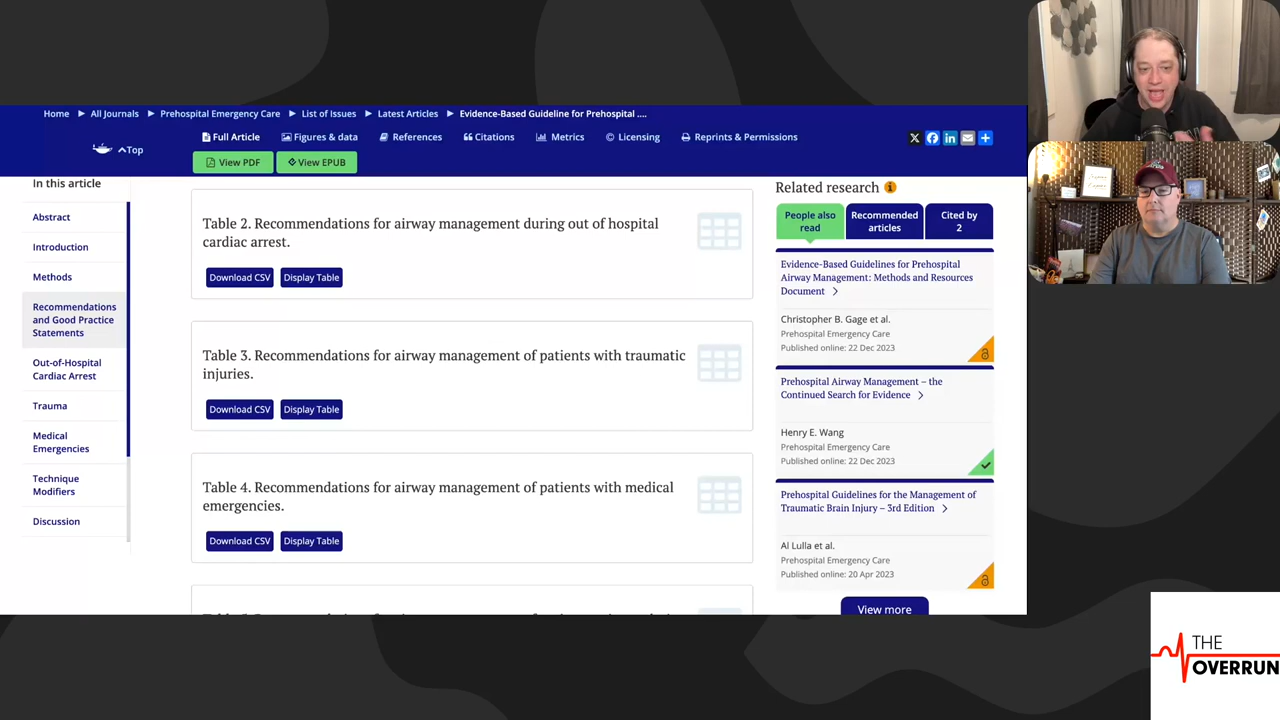 Home ▶ All Journals ▶ Prehospital Emergency Care ▶ List of Issues ▶ Latest Articles ▶ Evidence-Based Guideline for Prehospital ....
Top
Full Article Figures & data References Citations Metrics Licensing Reprints & Permissions
View PDF View EPUB
In this article
Abstract
Introduction
Methods
Recommendations
and Good Practice
Statements
Out-of-Hospital
Cardiac Arrest
Trauma
Medical
Emergencies
Technique
Modifiers
Discussion
Table 2. Recommendations for airway management during out of hospital
cardiac arrest.
Download CSV Display Table
Table 3. Recommendations for airway management of patients with traumatic
injuries.
Download CSV Display Table
Table 4. Recommendations for airway management of patients with medical
emergencies.
Download CSV Display Table
Related research
People also
read
Recommended
articles
Cited by
2
Evidence-Based Guidelines for Prehospital
Airway Management: Methods and Resources
Document
Christopher B. Gage et al.
Prehospital Emergency Care
Published online: 22 Dec 2023
Prehospital Airway Management – the
Continued Search for Evidence
Henry E. Wang
Prehospital Emergency Care
Published online: 22 Dec 2023
Prehospital Guidelines for the Management of
Traumatic Brain Injury – 3rd Edition
Al Lulla et al.
Prehospital Emergency Care
Published online: 20 Apr 2023
View more
THE
OVERRUN